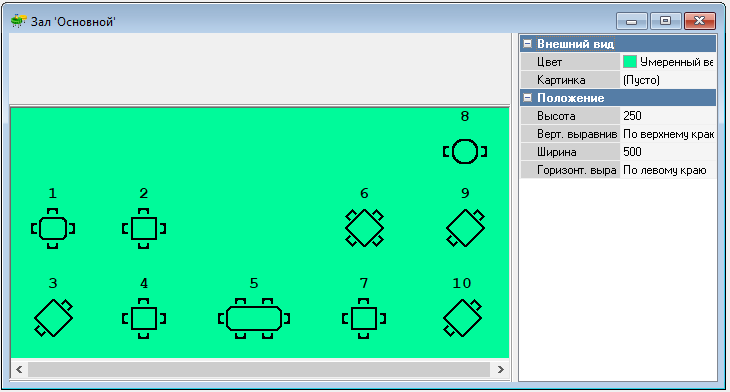 Зал 'Основной'
8
1 2 6 9
3 4 5 7 10
Внешний вид
Цвет Умеренный ве
Картинка (Пусто)
Положение
Высота 250
Верт. выравнив По верхнему краю
Ширина 500
Горизонт. выра По левому краю